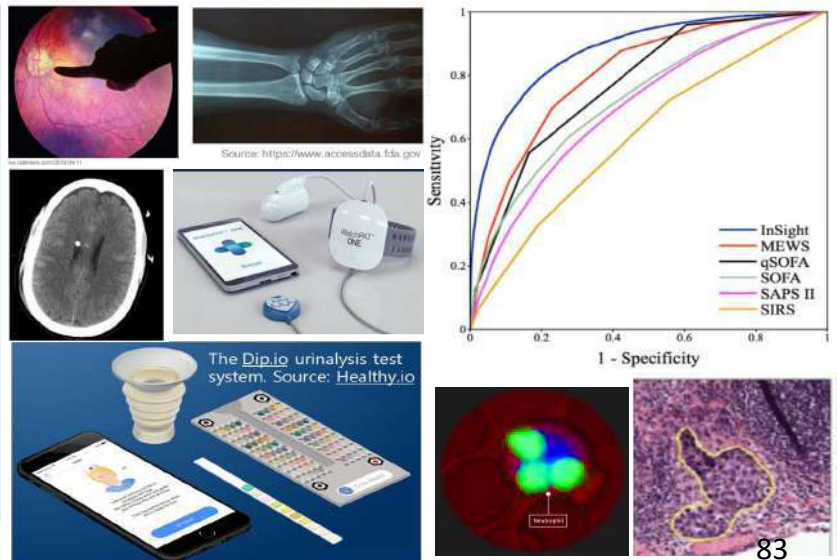 Source: https://www.accessdata.fda.gov
WatchPAT™
ONE
1
0.8
0.6
0.4
0.2
0
0
0.2
0.4
0.6
0.8
1
Sensitivity
1 - Specificity
InSight
MEWS
qSOFA
SOFA
SAPS II
SIRS
The Dip.io urinalysis test
system. Source: Healthy.io
Neutrophil
83